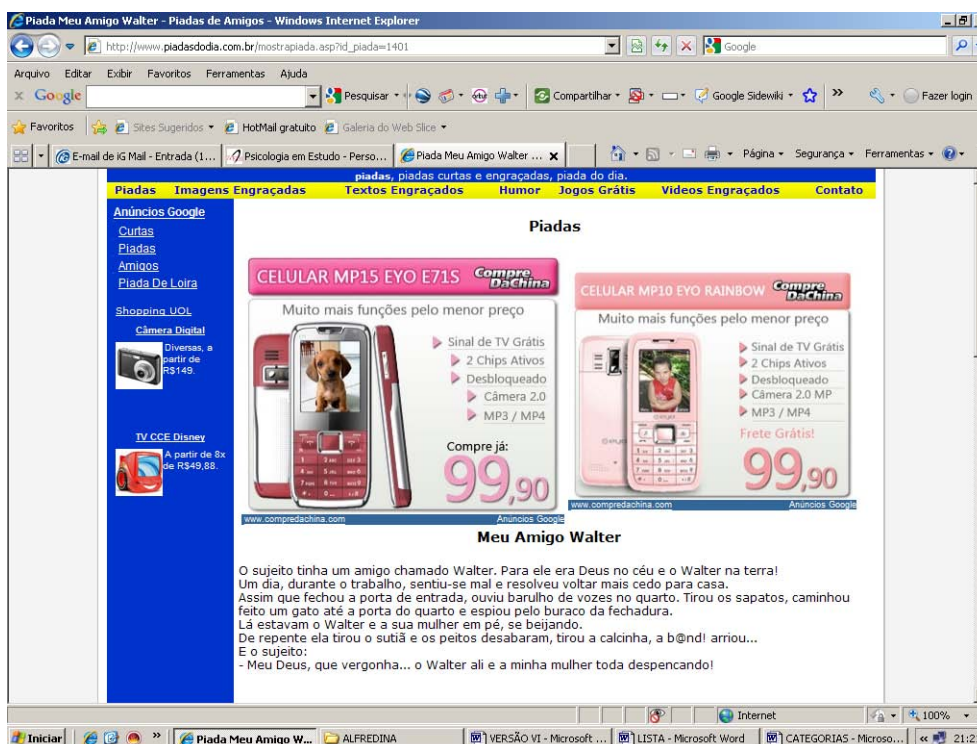 Piada Meu Amigo Walter - Piadas de Amigos - Windows Internet Explorer
http://www.piadasdodia.com.br/mostrapiada.asp?id_piada=1401
Google
Arquivo Editar Exibir Favoritos Ferramentas Ajuda
x Google Pesquisar Compartilhar Google Sidewiki >> Fazer login
Favoritos Sites Sugeridos HotMail gratuito Galeria do Web Slice
E-mail de iG Mail - Entrada (1... Psicologia em Estudo - Perso... Piada Meu Amigo Walter ... x Página Segurança Ferramentas
piadas, piadas curtas e engraçadas, piada do dia.
Piadas Imagens Engraçadas Textos Engraçados Humor Jogos Grátis Videos Engraçados Contato
Anúncios Google
Curtas
Piadas
Amigos
Piada De Loira
Shopping UOL
Câmera Digital
Diversas, a
partir de
R$149.
TV CCE Disney
A partir de 8x
de R$49,88.
Piadas
CELULAR MP15 EYO E71S Compre DaChina
Muito mais funções pelo menor preço
Sinal de TV Grátis
2 Chips Ativos
Desbloqueado
Câmera 2.0
MP3 / MP4
Compre já:
99,90
www.compredachina.com Anúncios Google
CELULAR MP10 EYO RAINBOW Compre DaChina
Muito mais funções pelo menor preço
Sinal de TV Grátis
2 Chips Ativos
Desbloqueado
Câmera 2.0 MP
MP3 / MP4
Frete Grátis!
99,90
www.compredachina.com Anúncios Google
Meu Amigo Walter
O sujeito tinha um amigo chamado Walter. Para ele era Deus no céu e o Walter na terra!
Um dia, durante o trabalho, sentiu-se mal e resolveu voltar mais cedo para casa.
Assim que fechou a porta de entrada, ouviu barulho de vozes no quarto. Tirou os sapatos, caminhou
feito um gato até a porta do quarto e espiou pelo buraco da fechadura.
Lá estavam o Walter e a sua mulher em pé, se beijando.
De repente ela tirou o sutiã e os peitos desabaram, tirou a calcinha, a b@nd! arriou...
E o sujeito:
- Meu Deus, que vergonha... o Walter ali e a minha mulher toda despencando!
Internet 100%
Iniciar >> Piada Meu Amigo W... ALFREDINA VERSÃO VI - Microsoft ... LISTA - Microsoft Word CATEGORIAS - Microso... << 21:2